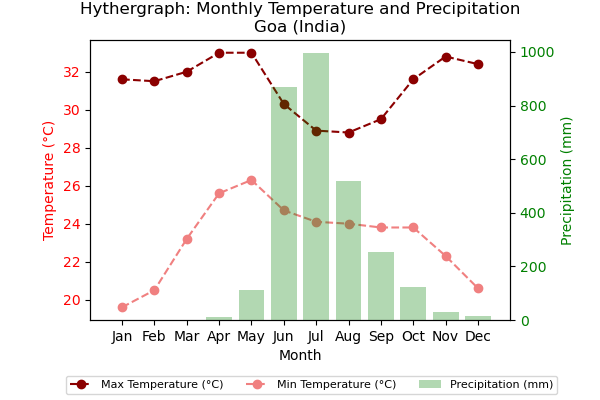 Hythergraph: Monthly Temperature and Precipitation
Goa (India)
Temperature (°C)
32
30
28
26
24
22
20
1000
800
600
400
200
0
Precipitation (mm)
Jan Feb Mar Apr May Jun Jul Aug Sep Oct Nov Dec
Month
Max Temperature (°C) Min Temperature (°C) Precipitation (mm)